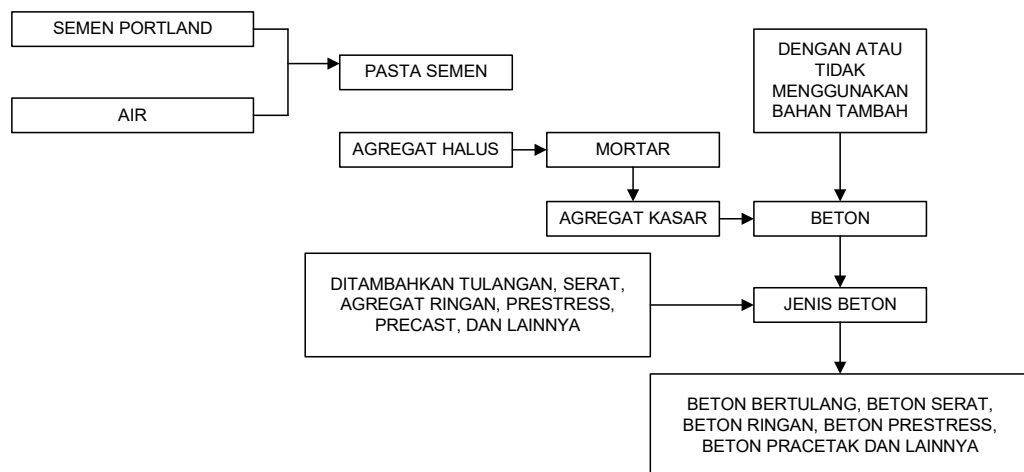 SEMEN PORTLAND
AIR
PASTA SEMEN
DENGAN ATAU
TIDAK
MENGGUNAKAN
BAHAN TAMBAH
AGREGAT HALUS
MORTAR
AGREGAT KASAR
BETON
DITAMBAHKAN TULANGAN, SERAT,
AGREGAT RINGAN, PRESTRESS,
PRECAST, DAN LAINNYA
JENIS BETON
BETON BERTULANG, BETON SERAT,
BETON RINGAN, BETON PRESTRESS,
BETON PRACETAK DAN LAINNYA